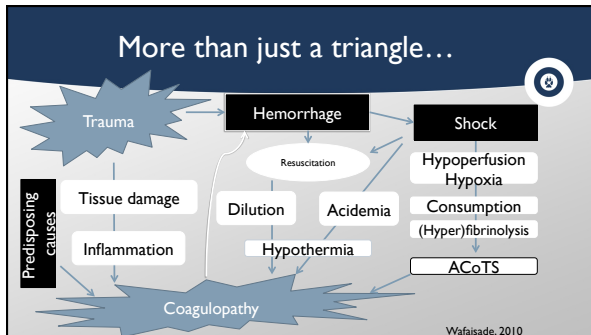 More than just a triangle…
Trauma
Hemorrhage
Shock
Resuscitation
Hypoperfusion
Hypoxia
Predisposing
causes
Tissue damage
Dilution
Acidemia
Consumption
(Hyper)fibrinolysis
Inflammation
Hypothermia
ACoTS
Coagulopathy
Wafaisade, 2010